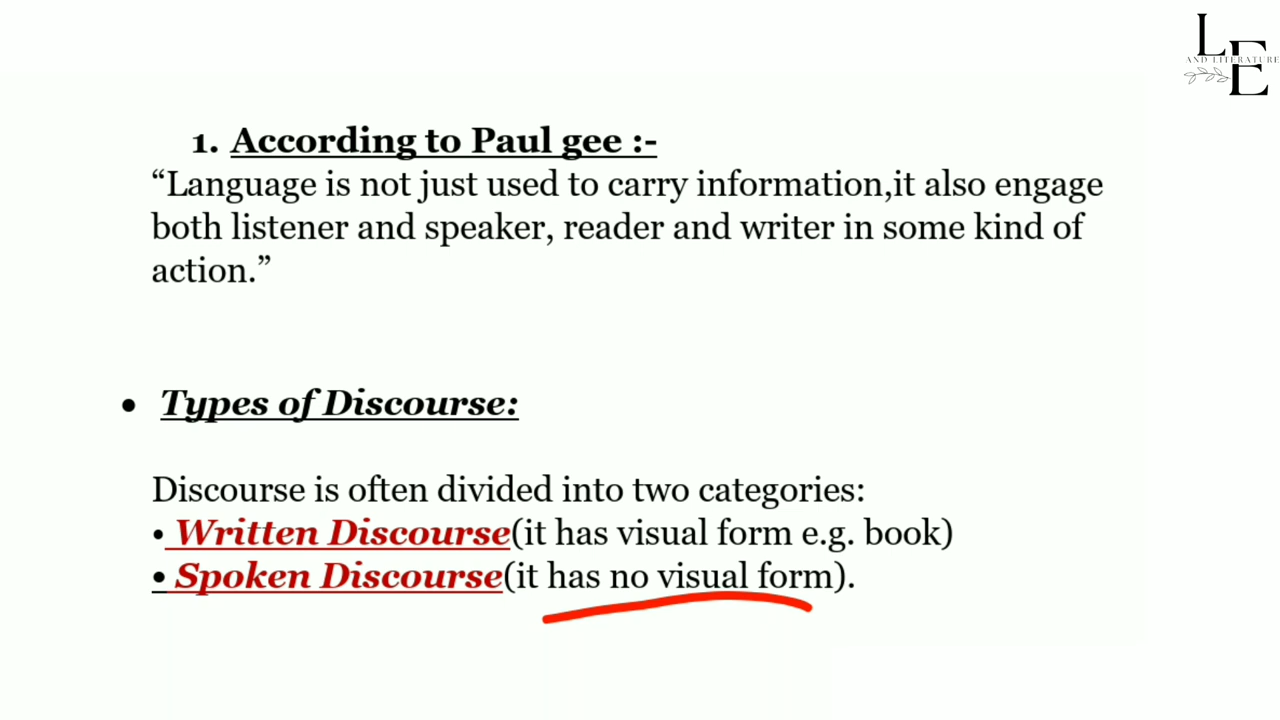 L
E
AND LITERATURE
1. According to Paul gee :-
“Language is not just used to carry information,it also engage
both listener and speaker, reader and writer in some kind of
action.”
• Types of Discourse:
Discourse is often divided into two categories:
• Written Discourse(it has visual form e.g. book)
• Spoken Discourse(it has no visual form).